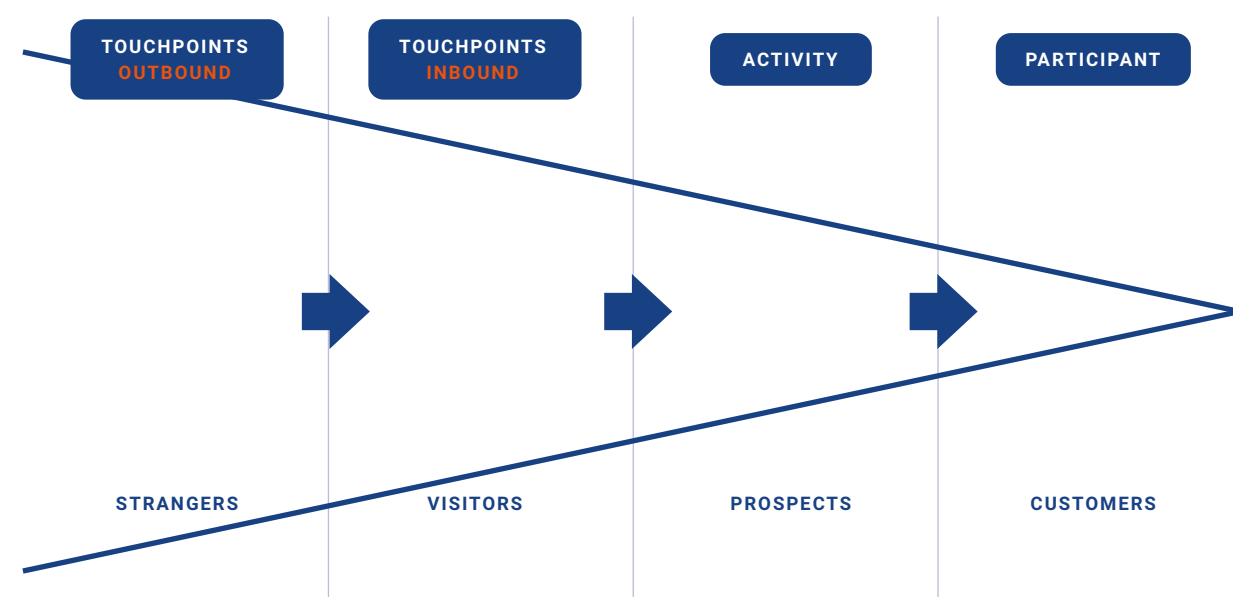 TOUCHPOINTS
OUTBOUND
TOUCHPOINTS
INBOUND
ACTIVITY
PARTICIPANT
STRANGERS
VISITORS
PROSPECTS
CUSTOMERS